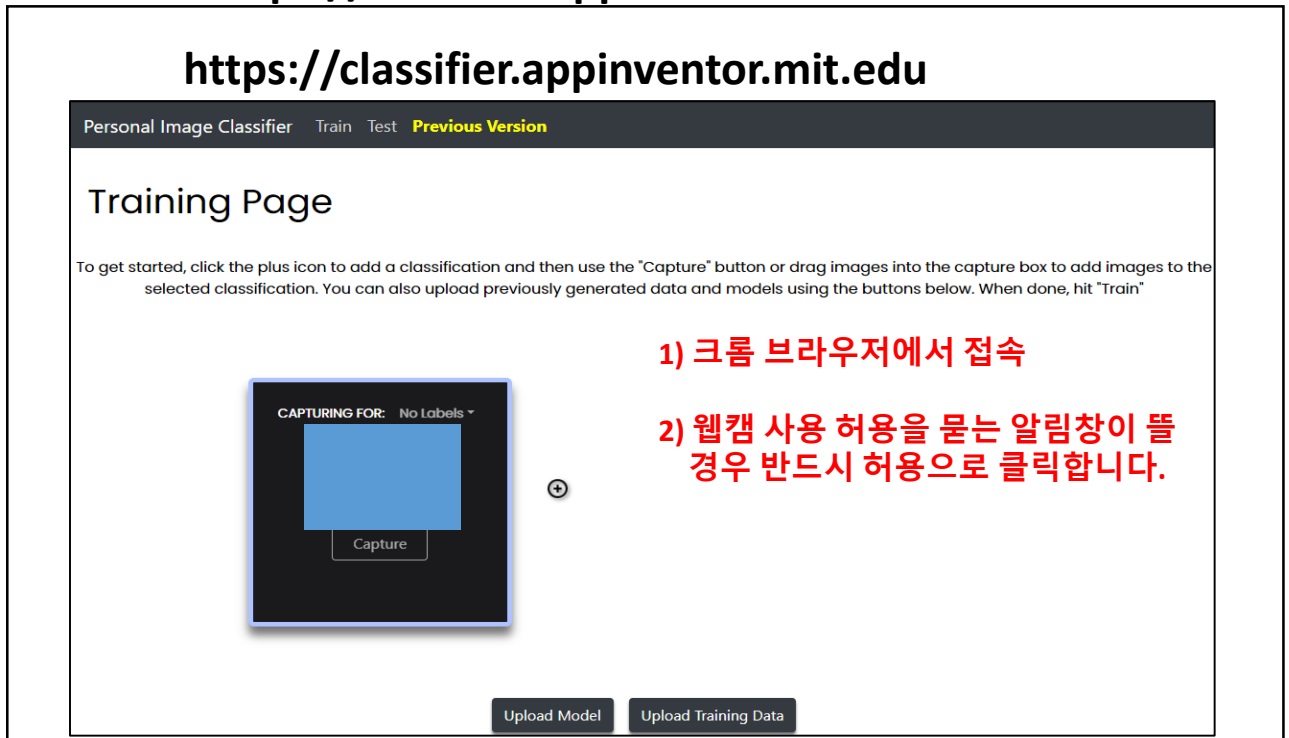 https://classifier.appinventor.mit.edu
Personal Image Classifier Train Test Previous Version
Training Page
To get started, click the plus icon to add a classification and then use the "Capture" button or drag images into the capture box to add images to the
selected classification. You can also upload previously generated data and models using the buttons below. When done, hit "Train"
1) 크롬 브라우저에서 접속
CAPTURING FOR: No Labels
2) 웹캠 사용 허용을 묻는 알림창이 뜰
경우 반드시 허용으로 클릭합니다.
Capture
Upload Model Upload Training Data